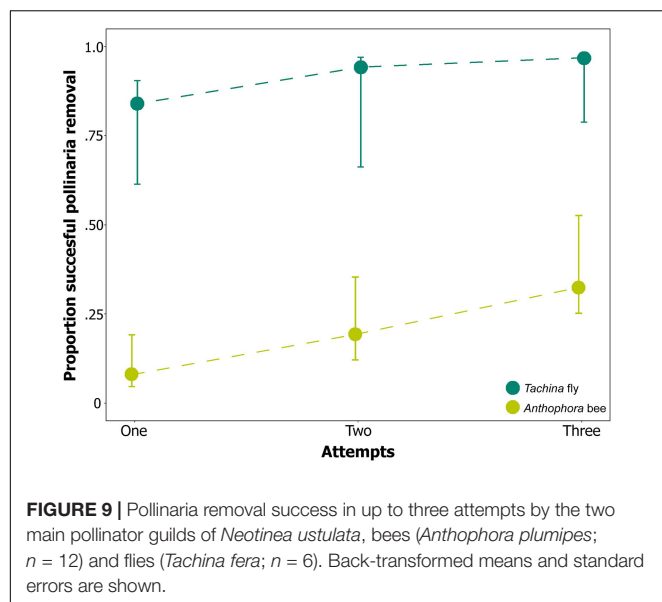 1.0
.75
.50
.25
0
Proportion succesful pollinaria removal
Tachina fly
Anthophora bee
One Two Three
Attempts
FIGURE 9 | Pollinaria removal success in up to three attempts by the two
main pollinator guilds of Neotinea ustulata, bees (Anthophora plumipes;
n = 12) and flies (Tachina fera; n = 6). Back-transformed means and standard
errors are shown.